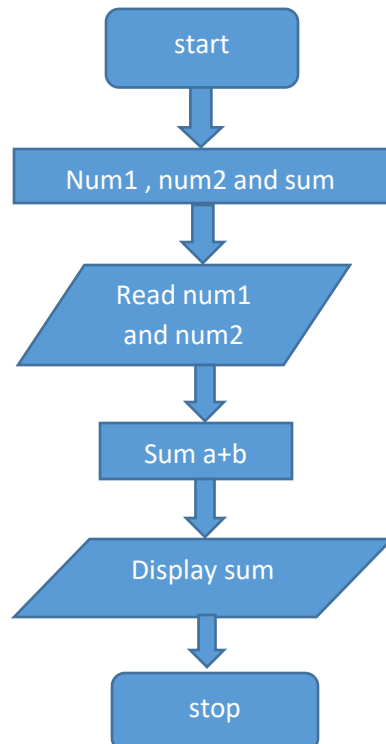 start
Num1 , num2 and sum
Read num1
and num2
Sum a+b
Display sum
stop